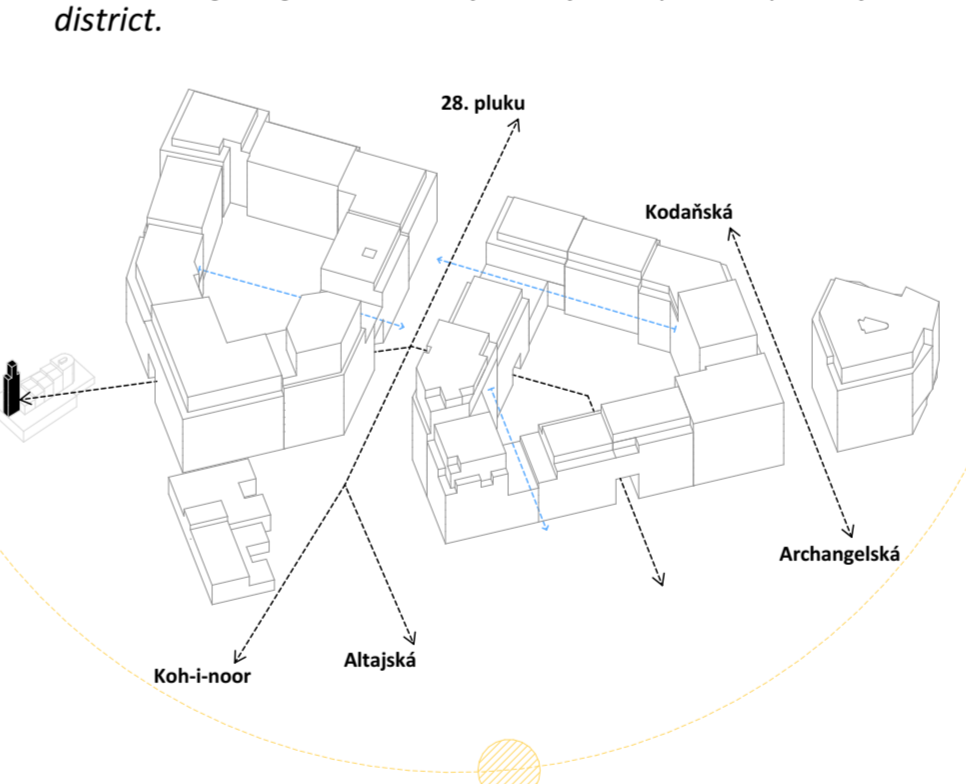 district.
28. pluku
Kodaňská
Archangelská
Altajská
Koh-i-noor